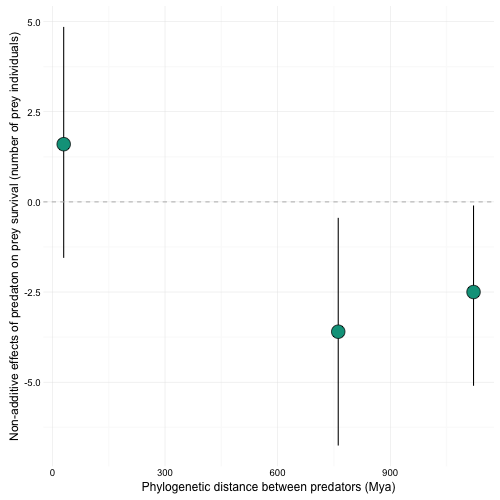 Non-additive effects of predaton on prey survival (number of prey individuals)
5.0
2.5
0.0
-2.5
-5.0
0 300 600 900
Phylogenetic distance between predators (Mya)